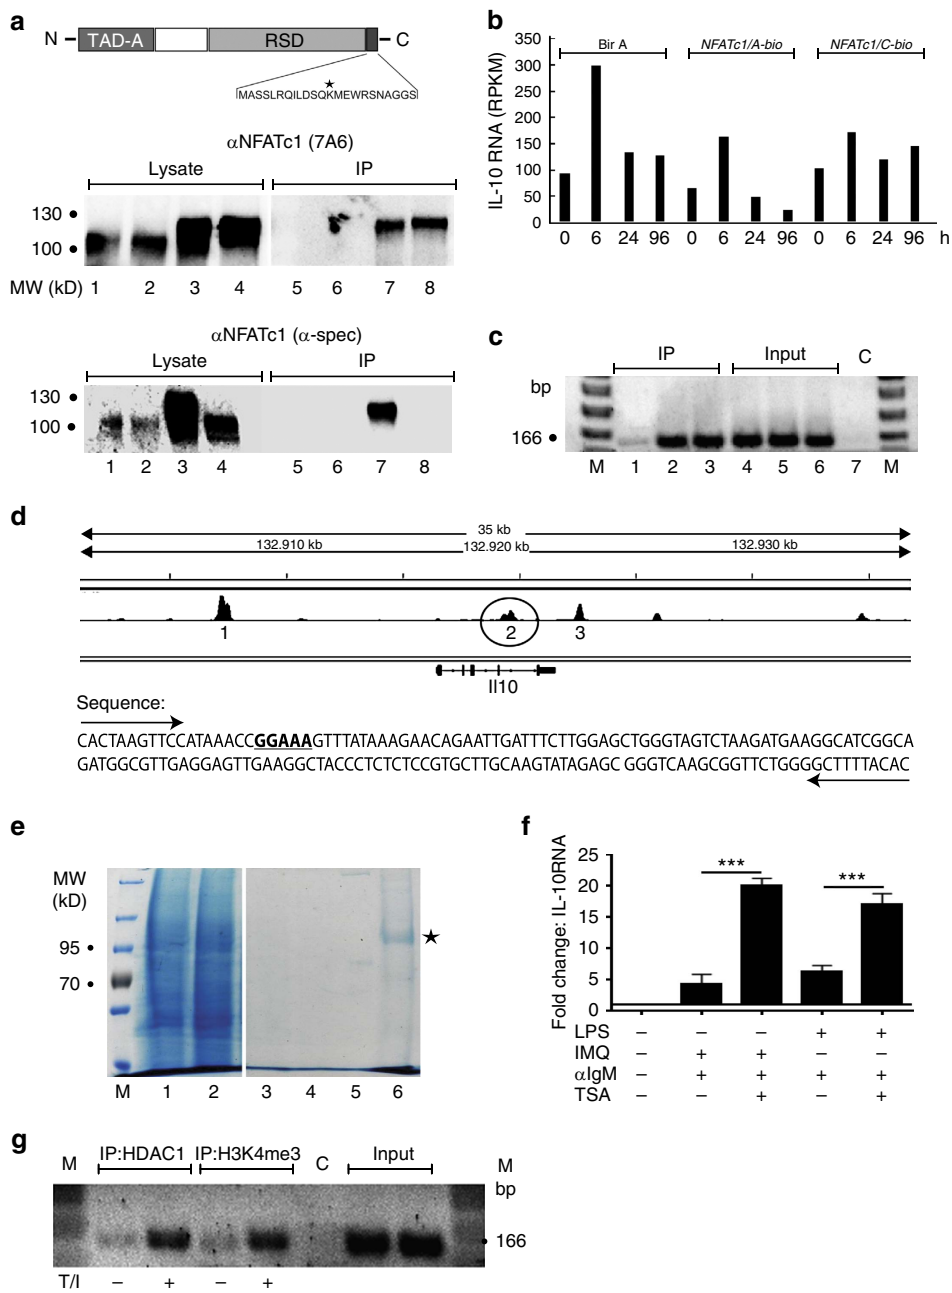 a
N
TAD-A
RSD
C
★
MASSLRQILDSQKMEWRSNAGGS
αNFATc1 (7A6)
Lysate IP
130 •
100 •
MW (kD) 1 2 3 4 5 6 7 8
αNFATc1 (α-spec)
Lysate IP
130 •
100 •
1 2 3 4 5 6 7 8
b
IL-10 RNA (RPKM)
350
300
250
200
150
100
50
0
Bir A NFATc1/A-bio NFATc1/C-bio
0 6 24 96 0 6 24 96 0 6 24 96 h
c
IP Input C
bp
166 •
M 1 2 3 4 5 6 7 M
d
35 kb
132.910 kb 132.920 kb 132.930 kb
1 2 3
Il10
Sequence:
CACTAAGTTCCATAAACCGGAAAGTTTATAAAGAACAGAATTGATTTCTTGGAGCTGGGTAGTCTAAGATGAAGGCATCGGCA
GATGGCGTTGAGGAGTTGAAGGCTACCCTCTCTCCGTGCTTGCAAGTATAGAGC GGGTCAAGCGGTTCTGGGGCTTTTACAC
e
MW
(kD)
95 •
70 •
★
M 1 2 3 4 5 6
f
Fold change: IL-10RNA
25
20
15
10
5
0
*** ***
LPS – – – + +
IMQ – + + – –
αIgM – + + + +
TSA – – + – +
g
M IP:HDAC1 IP:H3K4me3 C Input M
bp
• 166
T/I – + – +